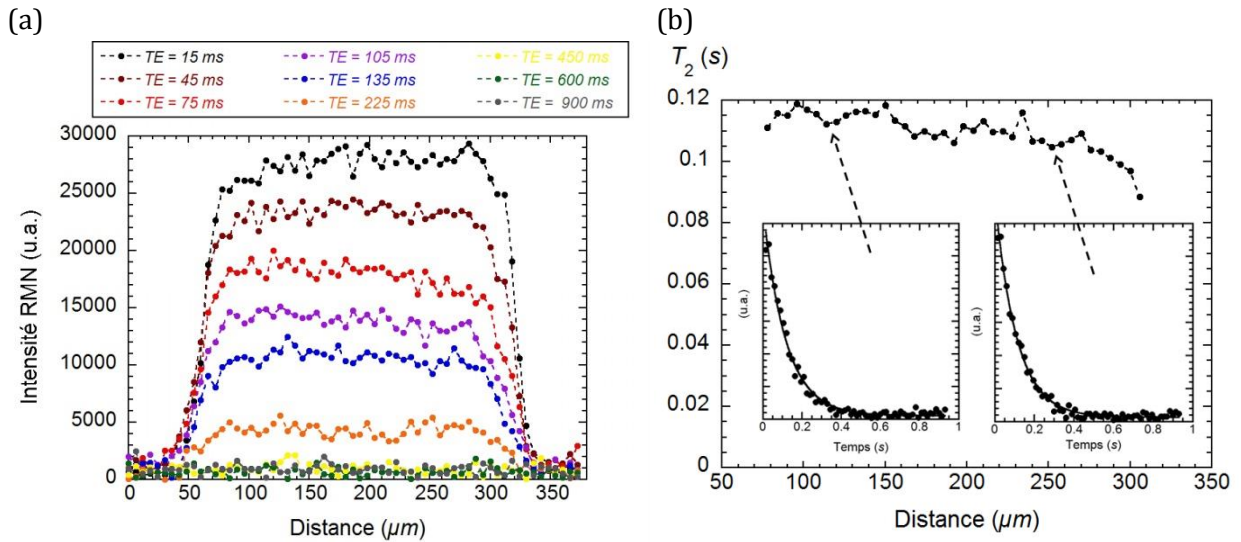 (a)
TE = 15 ms TE = 105 ms TE = 450 ms
TE = 45 ms TE = 135 ms TE = 600 ms
TE = 75 ms TE = 225 ms TE = 900 ms
30000
25000
20000
15000
10000
5000
0
Intensité RMN (u.a.)
0 50 100 150 200 250 300 350
Distance (µm)
(b)
T2 (s)
0.12
0.1
0.08
0.06
0.04
0.02
0
(u.a.)
0 0.2 0.4 0.6 0.8 1
Temps (s)
(u.a.)
0 0.2 0.4 0.6 0.8 1
Temps (s)
50 100 150 200 250 300 350
Distance (µm)